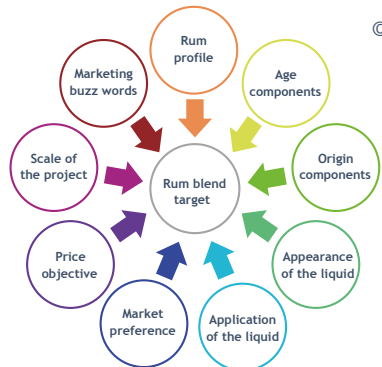 ©
Rum
profile
Marketing
buzz words
Age
components
Scale of
the project
Rum blend
target
Origin
components
Price
objective
Appearance
of the liquid
Market
preference
Application
of the liquid